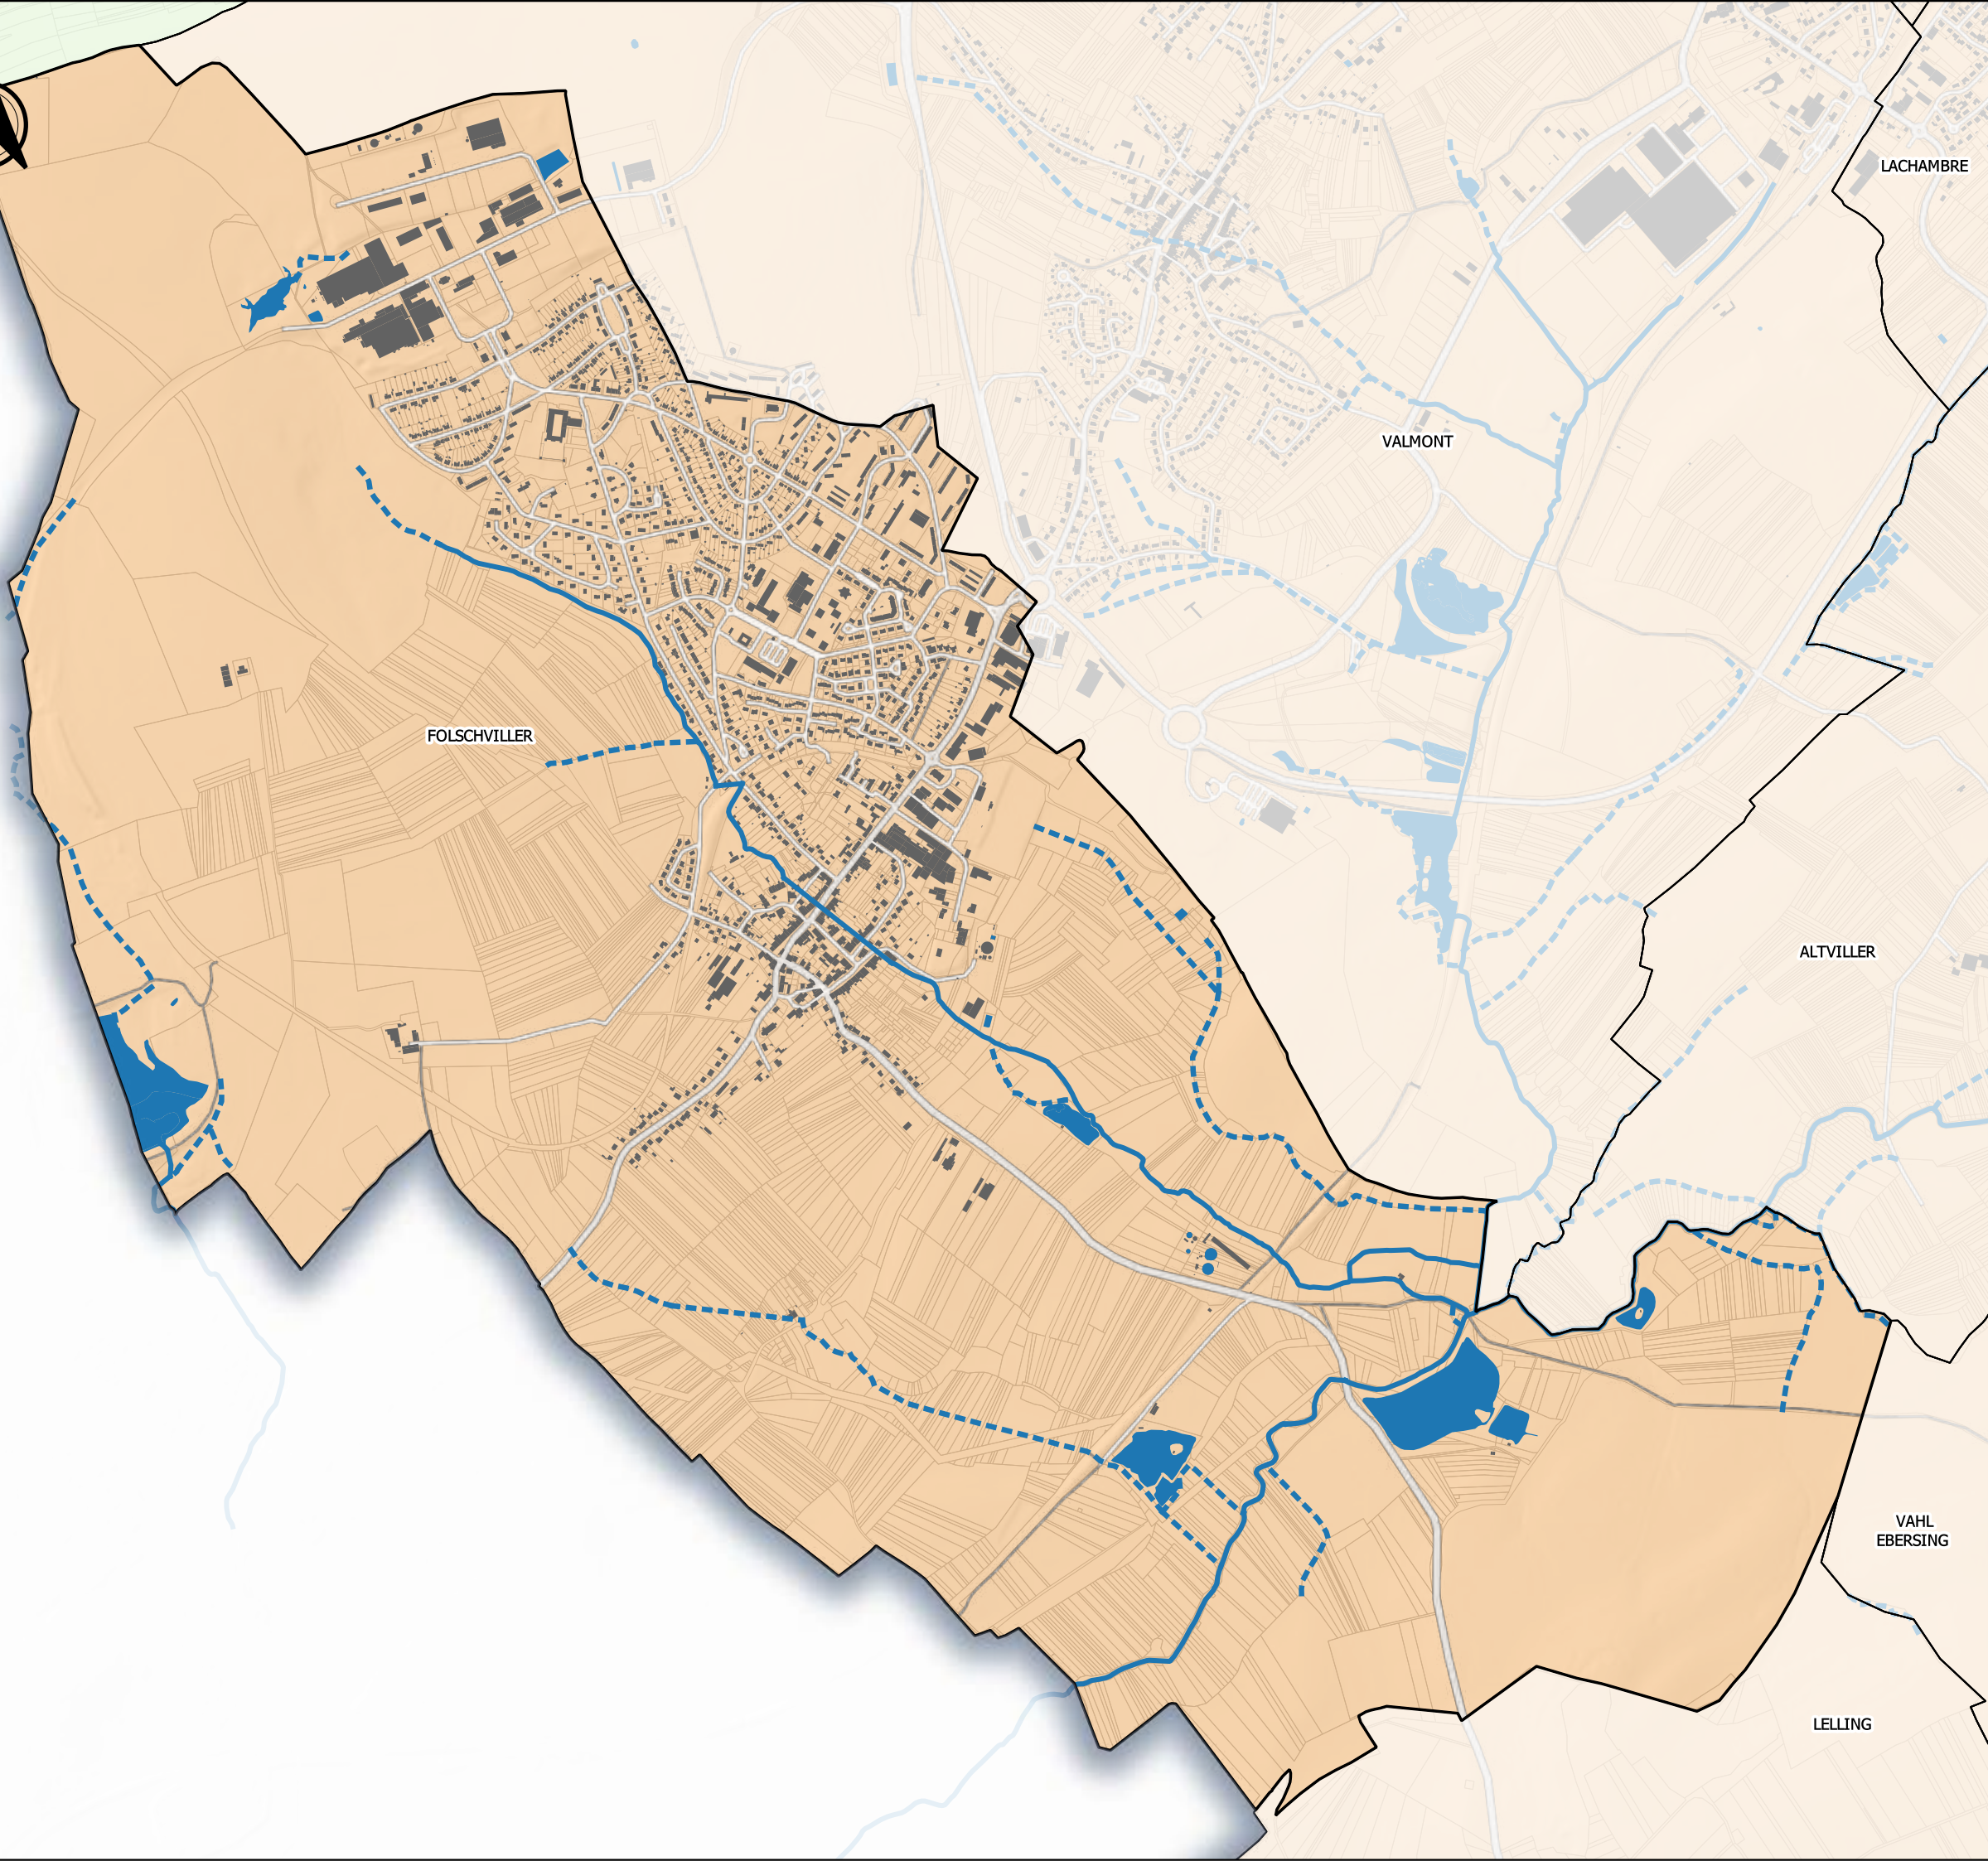 LACHAMBRE
VALMONT
FOLSCHVILLER
ALTVILLER
VAHL
EBERSING
LELLING